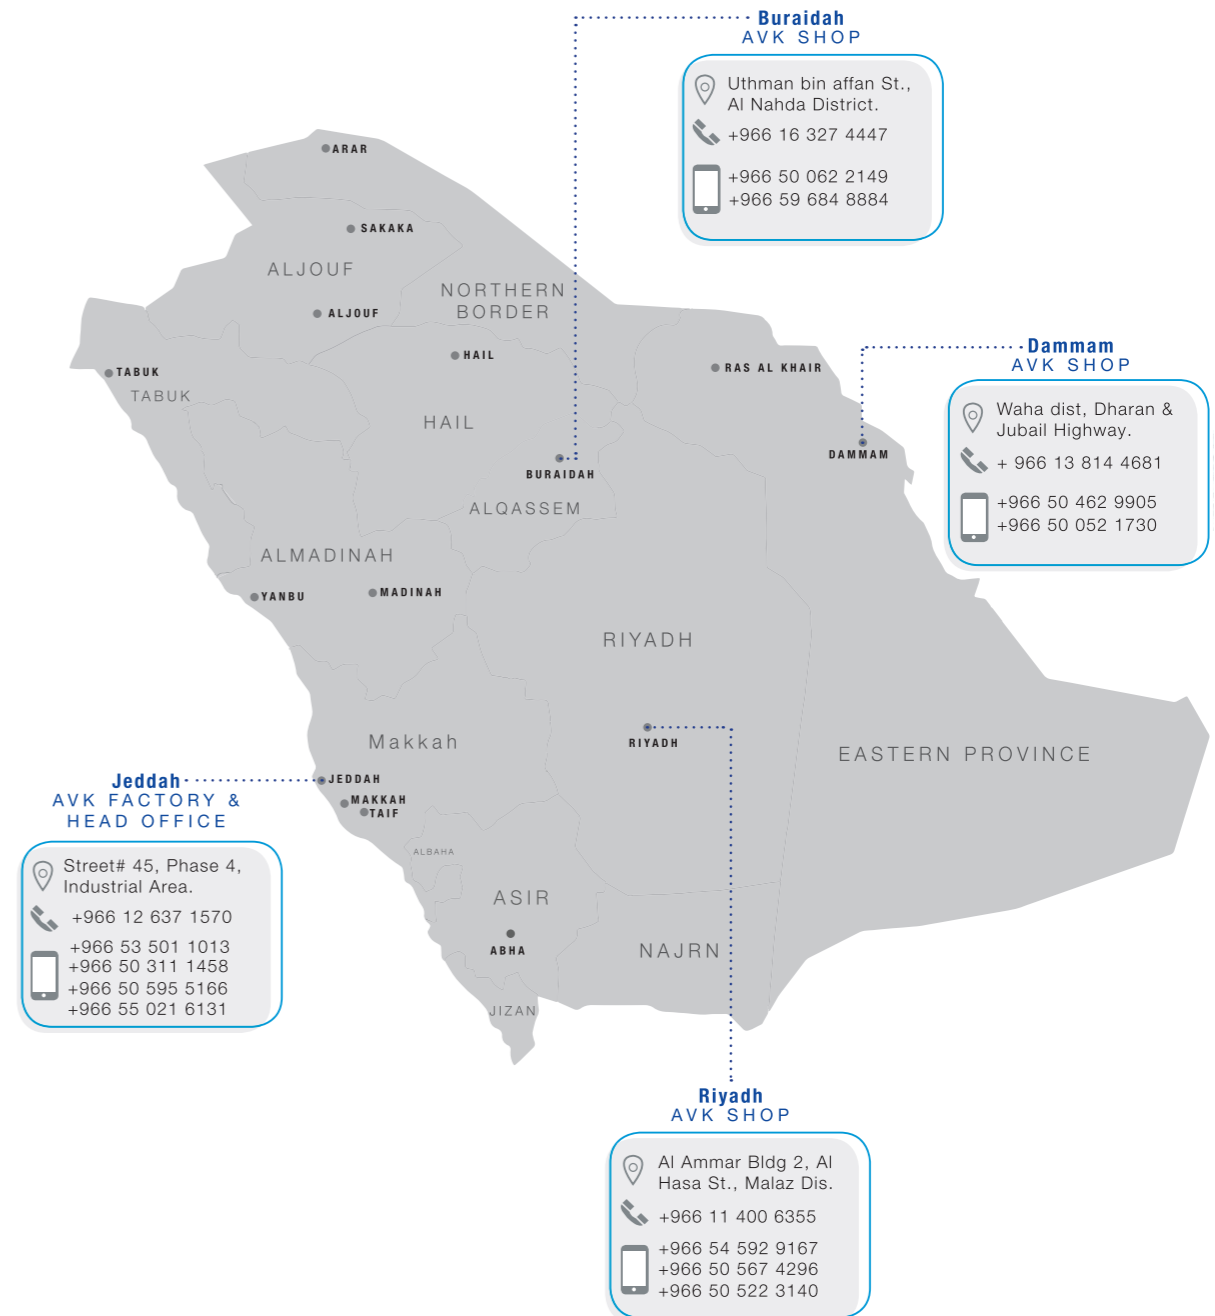 Buraidah
AVK SHOP
Uthman bin affan St.,
Al Nahda District.
+966 16 327 4447
+966 50 062 2149
+966 59 684 8884
ARAR
SAKAKA
ALJOUF
ALJOUF
NORTHERN
BORDER
HAIL
TABUK
TABUK
HAIL
RAS AL KHAIR
Dammam
AVK SHOP
Waha dist, Dharan &
Jubail Highway.
+ 966 13 814 4681
+966 50 462 9905
+966 50 052 1730
DAMMAM
BURAIDAH
ALQASSEM
ALMADINAH
YANBU
MADINAH
RIYADH
RIYADH
EASTERN PROVINCE
Makkah
JEDDAH
MAKKAH
TAIF
Jeddah
AVK FACTORY &
HEAD OFFICE
Street# 45, Phase 4,
Industrial Area.
+966 12 637 1570
+966 53 501 1013
+966 50 311 1458
+966 50 595 5166
+966 55 021 6131
ALBAHA
ASIR
ABHA
NAJRN
JIZAN
Riyadh
AVK SHOP
Al Ammar Bldg 2, Al
Hasa St., Malaz Dis.
+966 11 400 6355
+966 54 592 9167
+966 50 567 4296
+966 50 522 3140